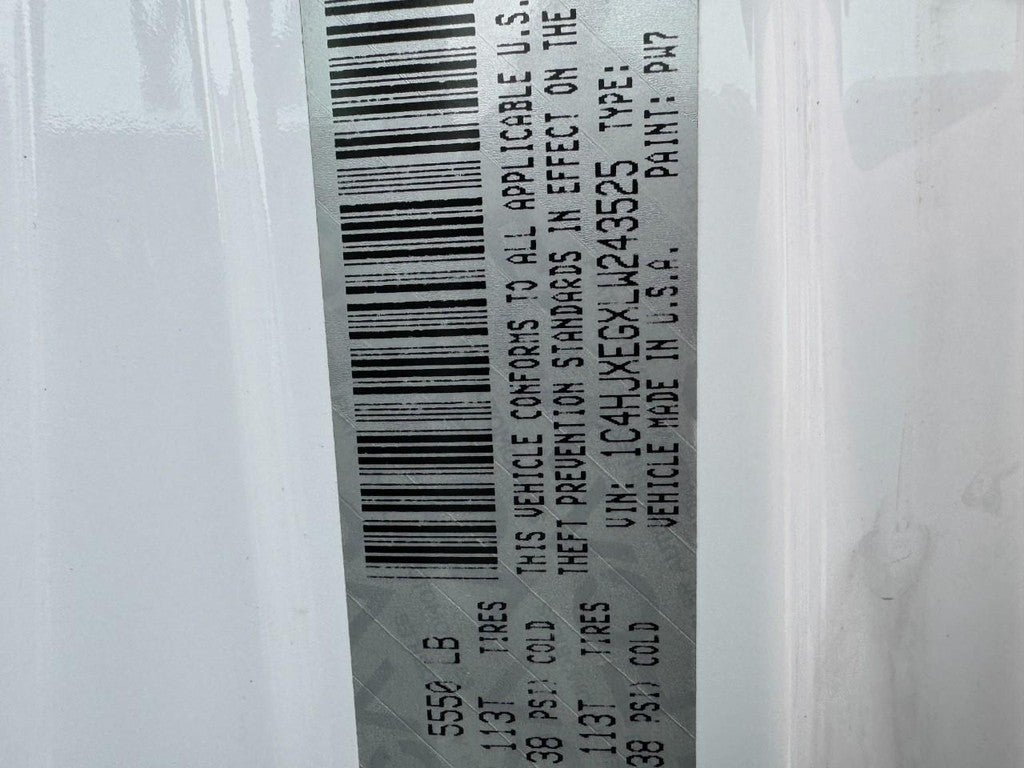 5550 LB
113T TIRES
38 PSI) COLD
113T TIRES
38 PSI) COLD
THIS VEHICLE CONFORMS TO ALL APPLICABLE U.S.
THEFT PREVENTION STANDARDS IN EFFECT ON THE
VIN: 1C4HJXEGXLW243525 TYPE:
VEHICLE MADE IN U.S.A. PAINT: PW7